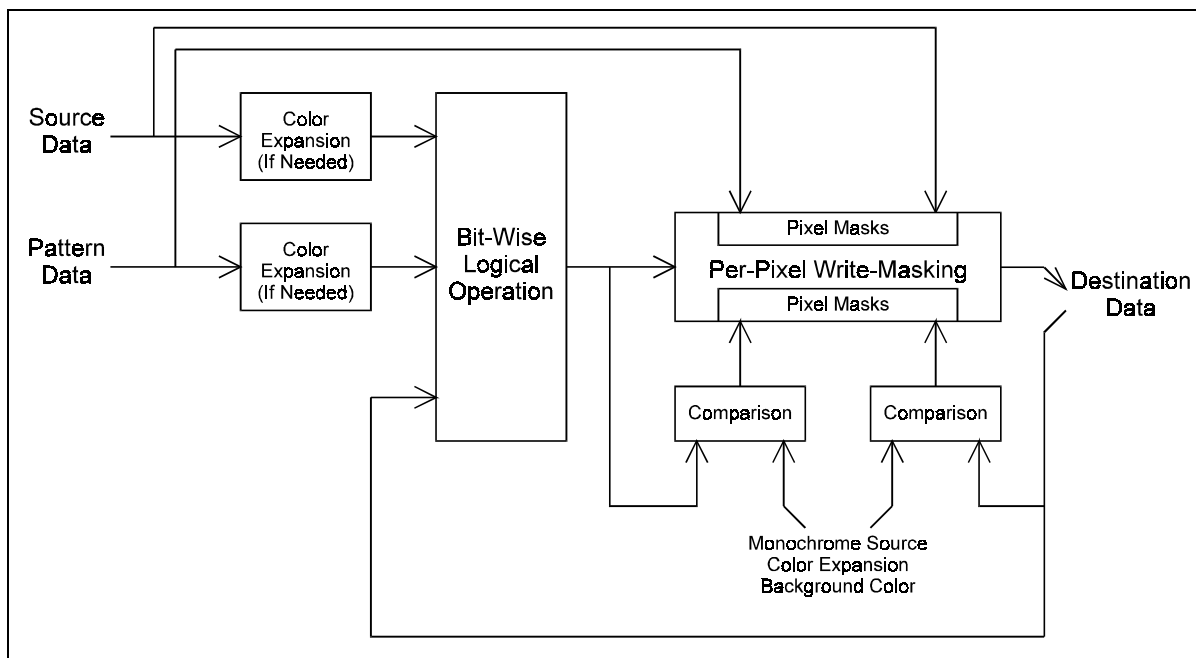 Source
Data
Color
Expansion
(If Needed)
Pattern
Data
Color
Expansion
(If Needed)
Bit-Wise
Logical
Operation
Pixel Masks
Per-Pixel Write-Masking
Pixel Masks
Destination
Data
Comparison
Comparison
Monochrome Source
Color Expansion
Background Color